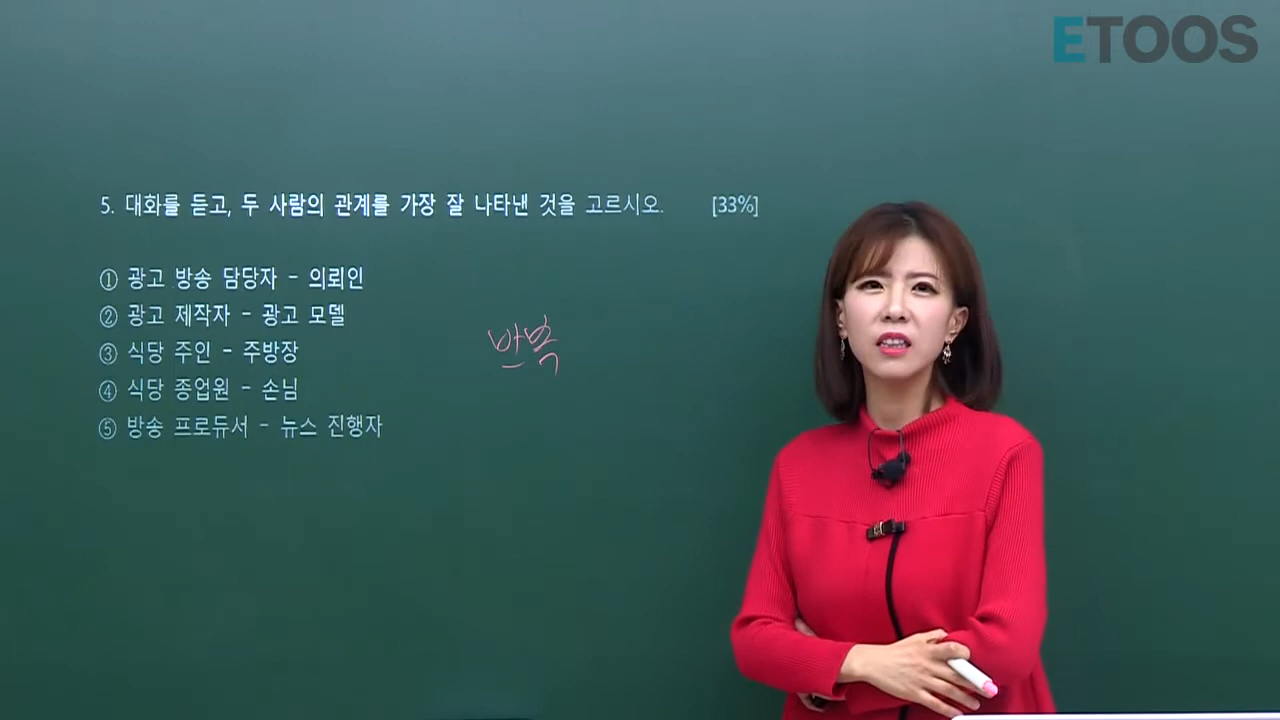 ETOOS
5. 대화를 듣고, 두 사람의 관계를 가장 잘 나타낸 것을 고르시오. [33%]
① 광고 방송 담당자 - 의뢰인
② 광고 제작자 - 광고 모델
③ 식당 주인 - 주방장
반복
④ 식당 종업원 - 손님
⑤ 방송 프로듀서 - 뉴스 진행자